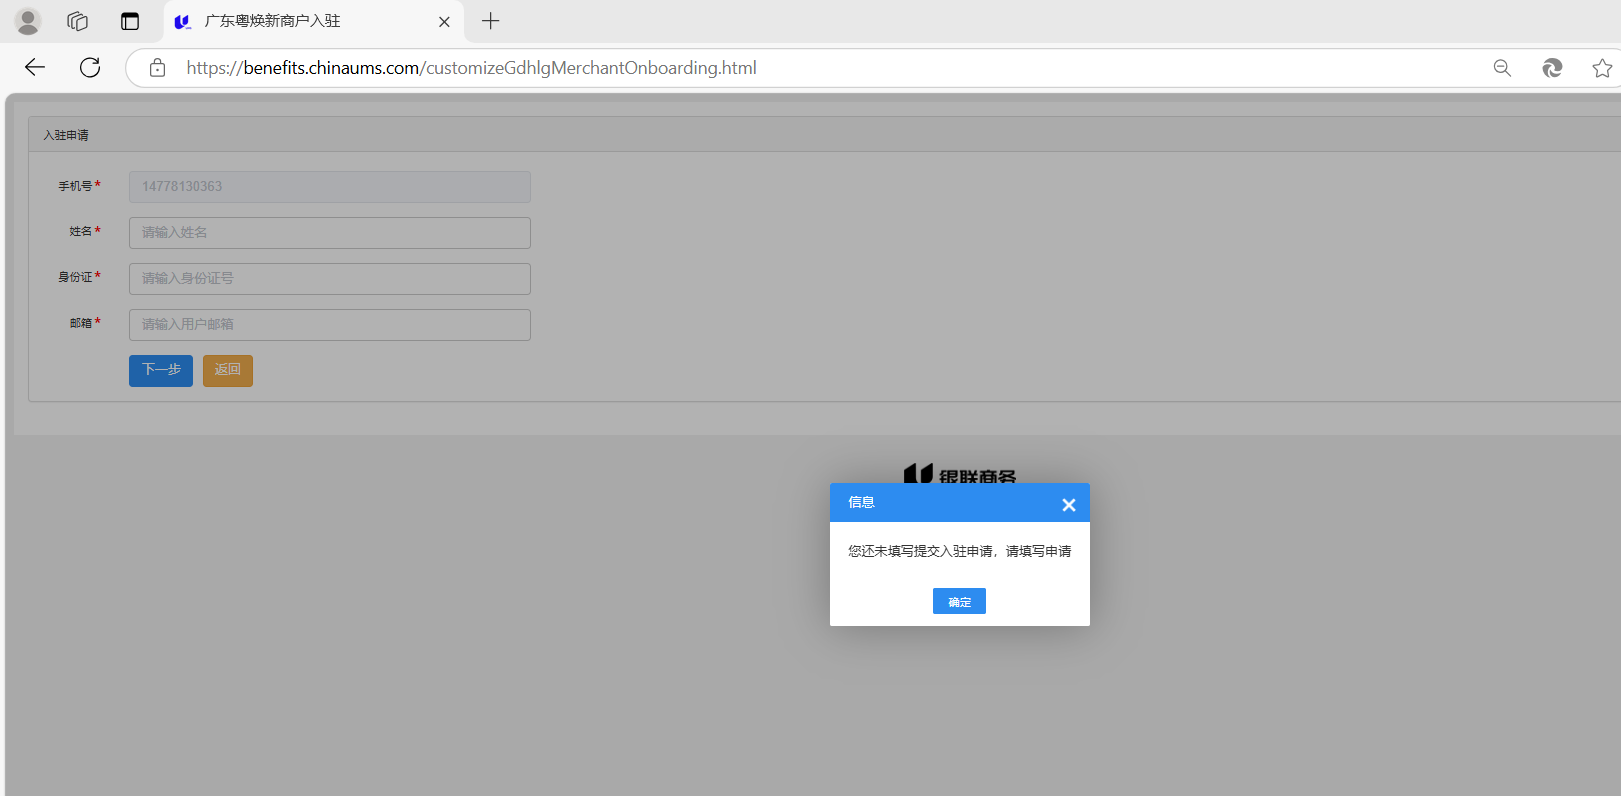 广东粤焕新商户入驻
https://benefits.chinaums.com/customizeGdhlgMerchantOnboarding.html
入驻申请
手机号*
14778130363
姓名*
请输入姓名
身份证*
请输入身份证号
邮箱*
请输入用户邮箱
下一步 返回
银联商务
信息
您还未填写提交入驻申请，请填写申请
确定